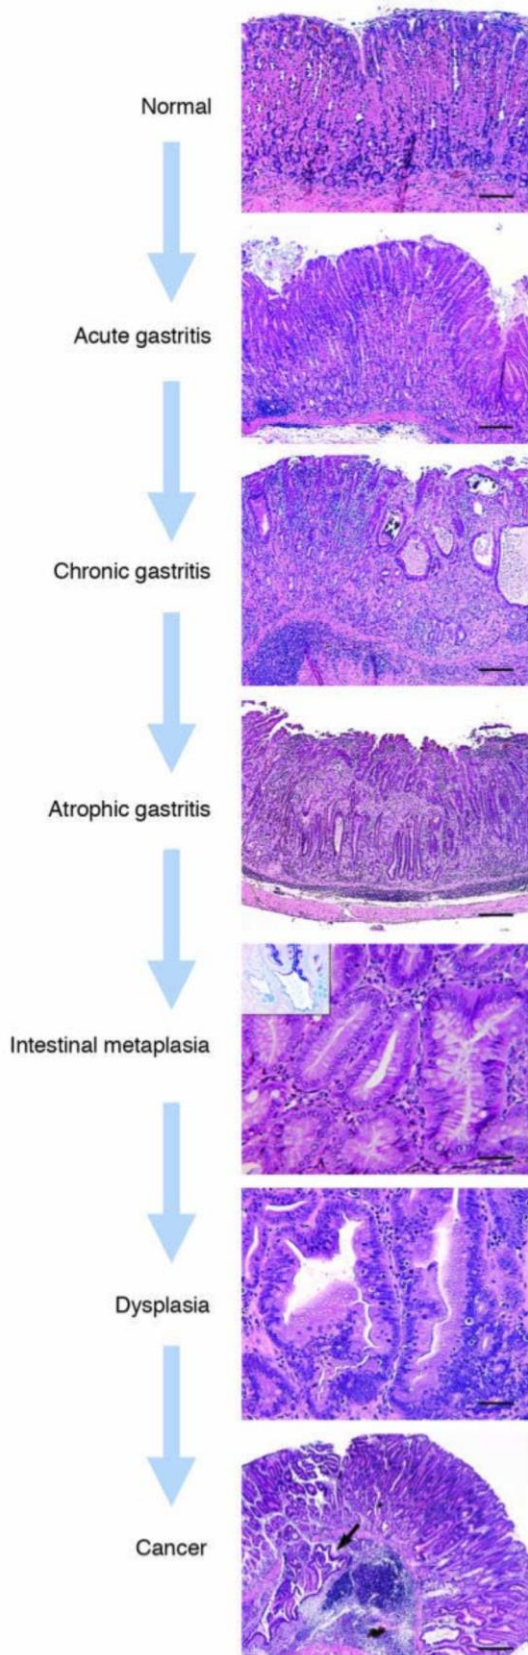 Normal
Acute gastritis
Chronic gastritis
Atrophic gastritis
Intestinal metaplasia
Dysplasia
Cancer